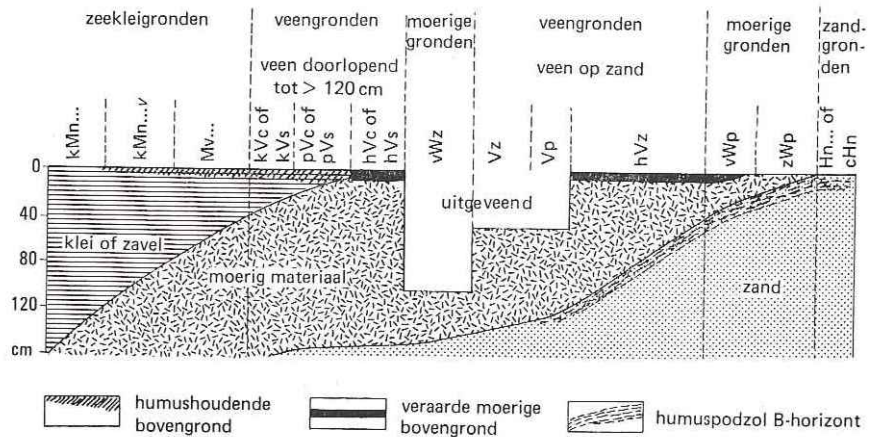 zeekleigronden
veengronden
veen doorlopend
tot > 120 cm
moerige
gronden
veengronden
veen op zand
moerige
gronden
zand-
gron-
den
kMn...
kMn...v
Mv...
kVc of
kVs
pVc of
pVs
hVc of
hVs
vWz
Vz
Vp
hVz
vWp
zWp
Hn... of
cHn
0
40
80
120
cm
klei of zavel
moerig materiaal
uitgeveend
zand
humushoudende
bovengrond
veraarde moerige
bovengrond
humuspodzol B-horizont